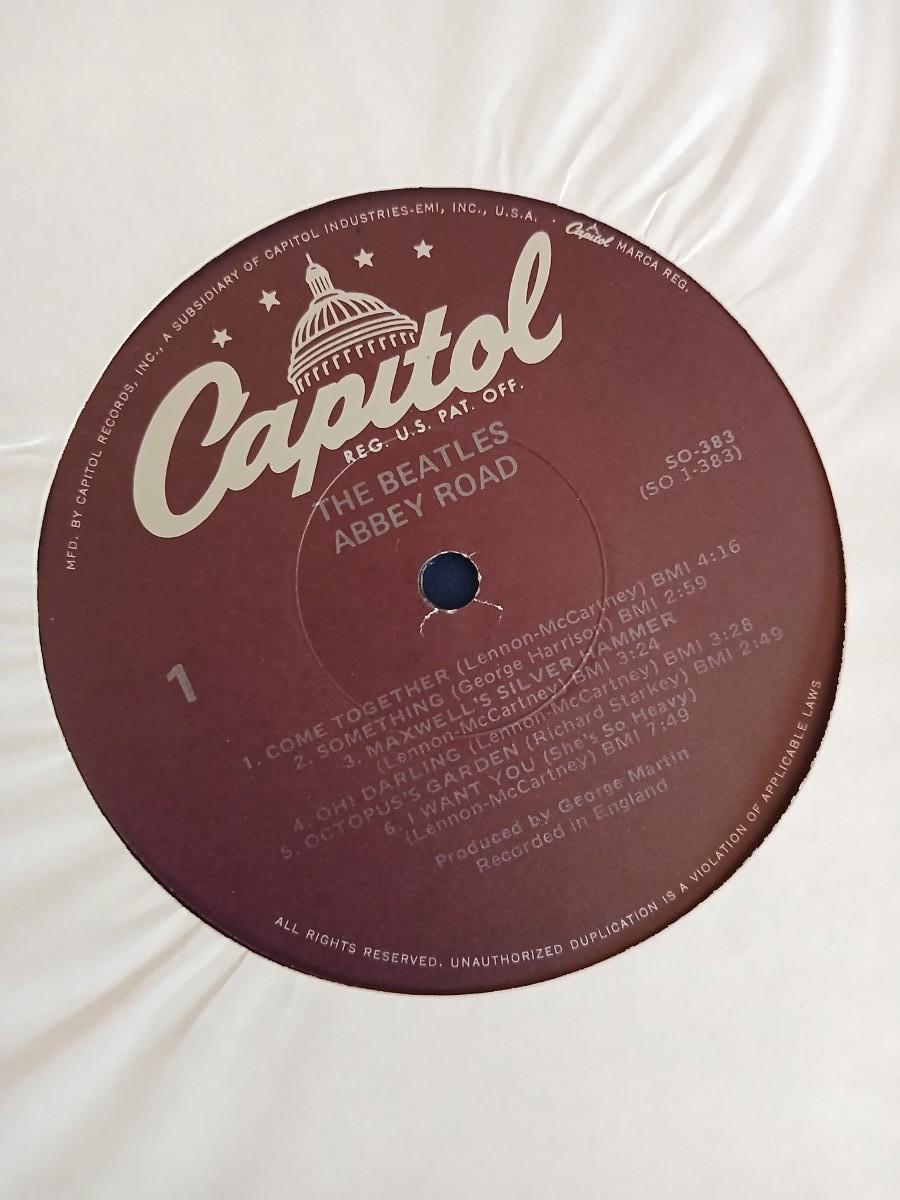 MFD. BY CAPITOL RECORDS, INC., A SUBSIDIARY OF CAPITOL INDUSTRIES-EMI, INC., U.S.A. · Capitol MARCA REG.
Capitol
REG. U.S. PAT. OFF.
THE BEATLES
ABBEY ROAD
SO-383
(SO 1-383)
1
1. COME TOGETHER (Lennon-McCartney) BMI 4:16
2. SOMETHING (George Harrison) BMI 2:59
3. MAXWELL'S SILVER HAMMER
(Lennon-McCartney) BMI 3:24
4. OH! DARLING (Lennon-McCartney) BMI 3:28
5. OCTOPUS'S GARDEN (Richard Starkey) BMI 2:49
6. I WANT YOU (She's So Heavy)
(Lennon-McCartney) BMI 7:49
Produced by George Martin
Recorded in England
ALL RIGHTS RESERVED. UNAUTHORIZED DUPLICATION IS A VIOLATION OF APPLICABLE LAWS